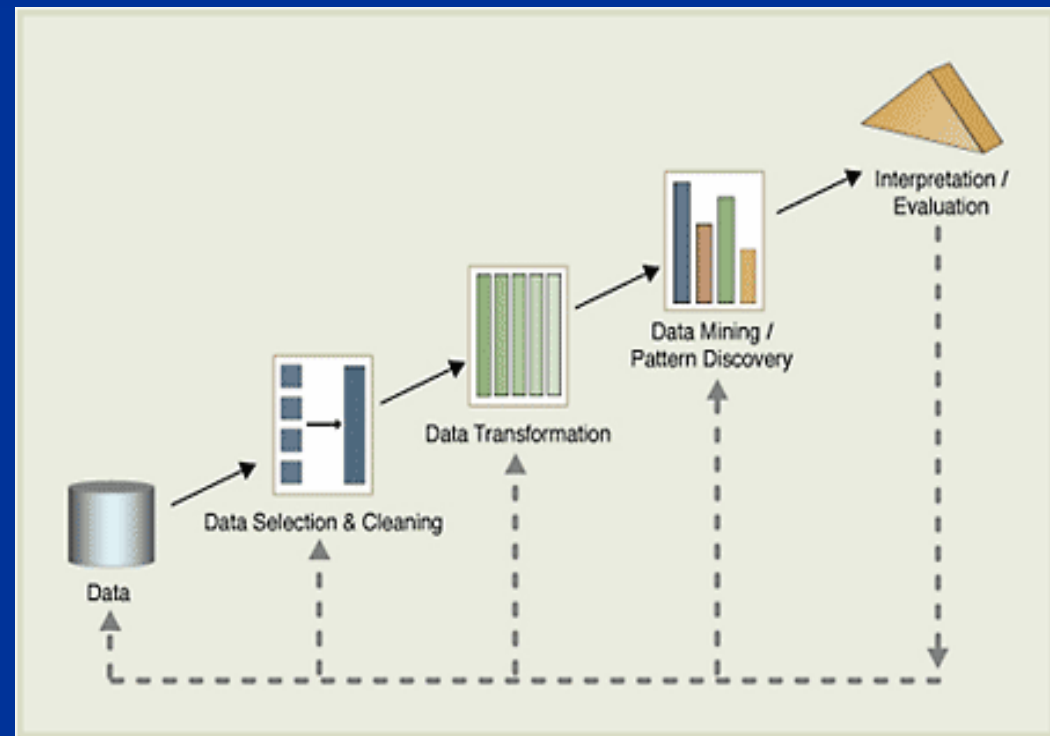 Interpretation /
Evaluation
Data Mining /
Pattern Discovery
Data Transformation
Data Selection & Cleaning
Data